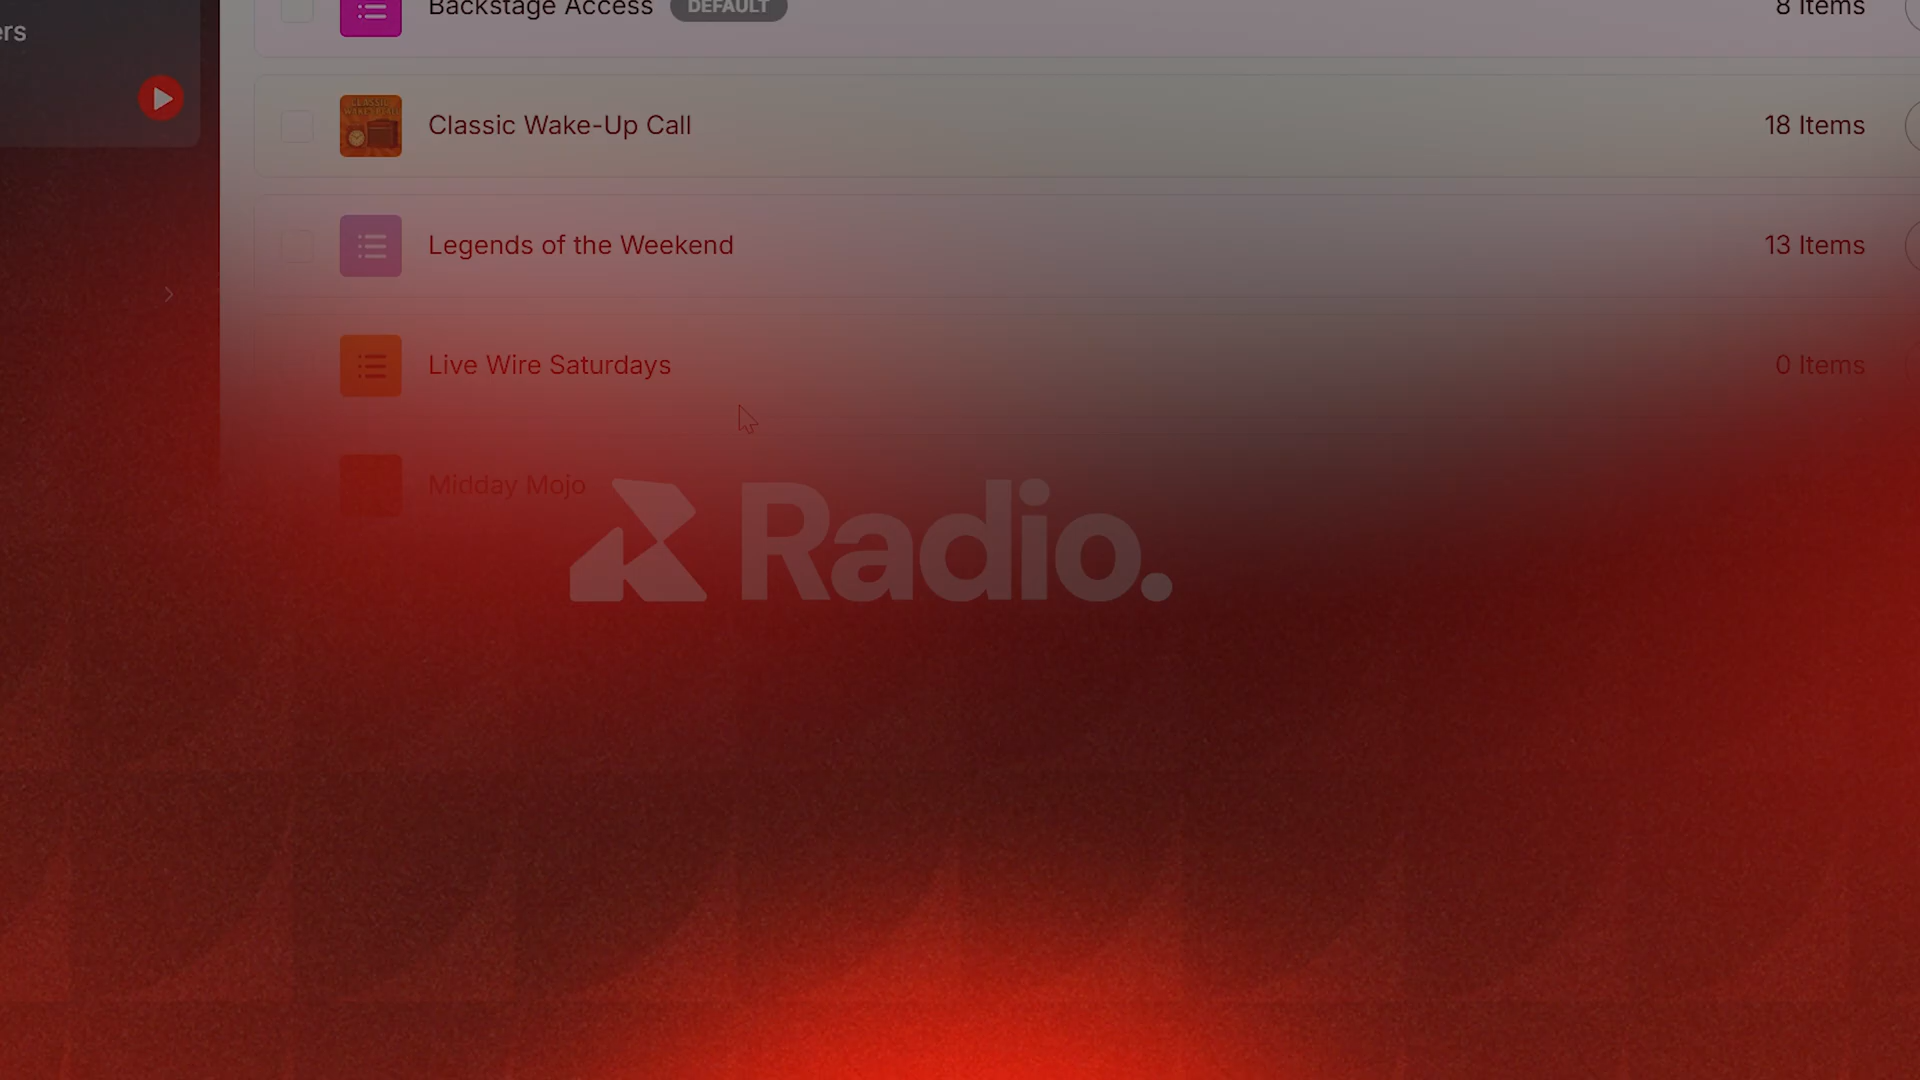 ers
Backstage Access DEFAULT 8 Items
CLASSIC
Classic Wake-Up Call 18 Items
Legends of the Weekend 13 Items
Live Wire Saturdays 0 Items
Midday Mojo
Radio.